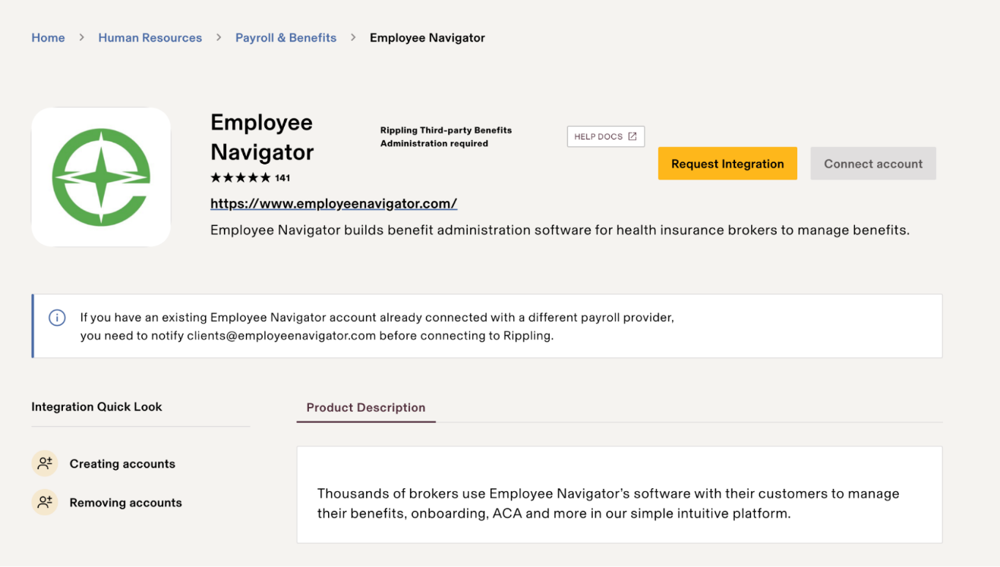 Home > Human Resources > Payroll & Benefits > Employee Navigator
Employee
Navigator
★★★★★ 141
Rippling Third-party Benefits
Administration required
HELP DOCS
Request Integration
Connect account
https://www.employeenavigator.com/
Employee Navigator builds benefit administration software for health insurance brokers to manage benefits.
If you have an existing Employee Navigator account already connected with a different payroll provider,
you need to notify clients@employeenavigator.com before connecting to Rippling.
Integration Quick Look
Creating accounts
Removing accounts
Product Description
Thousands of brokers use Employee Navigator’s software with their customers to manage
their benefits, onboarding, ACA and more in our simple intuitive platform.